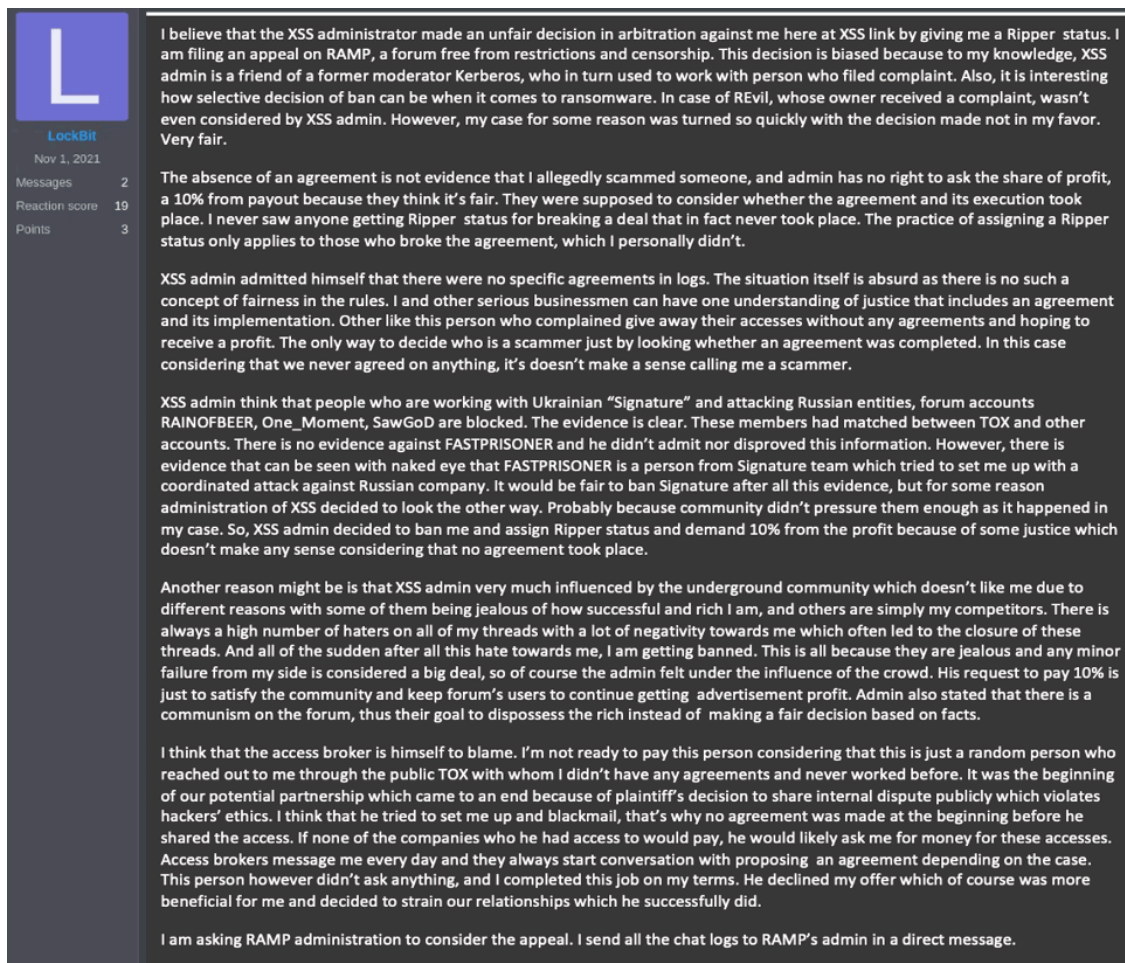 L
LockBit
Nov 1, 2021
Messages 2
Reaction score 19
Points 3
I believe that the XSS administrator made an unfair decision in arbitration against me here at XSS link by giving me a Ripper status. I
am filing an appeal on RAMP, a forum free from restrictions and censorship. This decision is biased because to my knowledge, XSS
admin is a friend of a former moderator Kerberos, who in turn used to work with person who filed complaint. Also, it is interesting
how selective decision of ban can be when it comes to ransomware. In case of REvil, whose owner received a complaint, wasn't
even considered by XSS admin. However, my case for some reason was turned so quickly with the decision made not in my favor.
Very fair.
The absence of an agreement is not evidence that I allegedly scammed someone, and admin has no right to ask the share of profit,
a 10% from payout because they think it's fair. They were supposed to consider whether the agreement and its execution took
place. I never saw anyone getting Ripper status for breaking a deal that in fact never took place. The practice of assigning a Ripper
status only applies to those who broke the agreement, which I personally didn't.
XSS admin admitted himself that there were no specific agreements in logs. The situation itself is absurd as there is no such a
concept of fairness in the rules. I and other serious businessmen can have one understanding of justice that includes an agreement
and its implementation. Other like this person who complained give away their accesses without any agreements and hoping to
receive a profit. The only way to decide who is a scammer just by looking whether an agreement was completed. In this case
considering that we never agreed on anything, it's doesn't make a sense calling me a scammer.
XSS admin think that people who are working with Ukrainian "Signature" and attacking Russian entities, forum accounts
RAINOFBEER, One_Moment, SawGoD are blocked. The evidence is clear. These members had matched between TOX and other
accounts. There is no evidence against FASTPRISONER and he didn't admit nor disproved this information. However, there is
evidence that can be seen with naked eye that FASTPRISONER is a person from Signature team which tried to set me up with a
coordinated attack against Russian company. It would be fair to ban Signature after all this evidence, but for some reason
administration of XSS decided to look the other way. Probably because community didn't pressure them enough as it happened in
my case. So, XSS admin decided to ban me and assign Ripper status and demand 10% from the profit because of some justice which
doesn't make any sense considering that no agreement took place.
Another reason might be is that XSS admin very much influenced by the underground community which doesn't like me due to
different reasons with some of them being jealous of how successful and rich I am, and others are simply my competitors. There is
always a high number of haters on all of my threads with a lot of negativity towards me which often led to the closure of these
threads. And all of the sudden after all this hate towards me, I am getting banned. This is all because they are jealous and any minor
failure from my side is considered a big deal, so of course the admin felt under the influence of the crowd. His request to pay 10% is
just to satisfy the community and keep forum's users to continue getting advertisement profit. Admin also stated that there is a
communism on the forum, thus their goal to dispossess the rich instead of making a fair decision based on facts.
I think that the access broker is himself to blame. I'm not ready to pay this person considering that this is just a random person who
reached out to me through the public TOX with whom I didn't have any agreements and never worked before. It was the beginning
of our potential partnership which came to an end because of plaintiff's decision to share internal dispute publicly which violates
hackers' ethics. I think that he tried to set me up and blackmail, that's why no agreement was made at the beginning before he
shared the access. If none of the companies who he had access to would pay, he would likely ask me for money for these accesses.
Access brokers message me every day and they always start conversation with proposing an agreement depending on the case.
This person however didn't ask anything, and I completed this job on my terms. He declined my offer which of course was more
beneficial for me and decided to strain our relationships which he successfully did.
I am asking RAMP administration to consider the appeal. I send all the chat logs to RAMP's admin in a direct message.